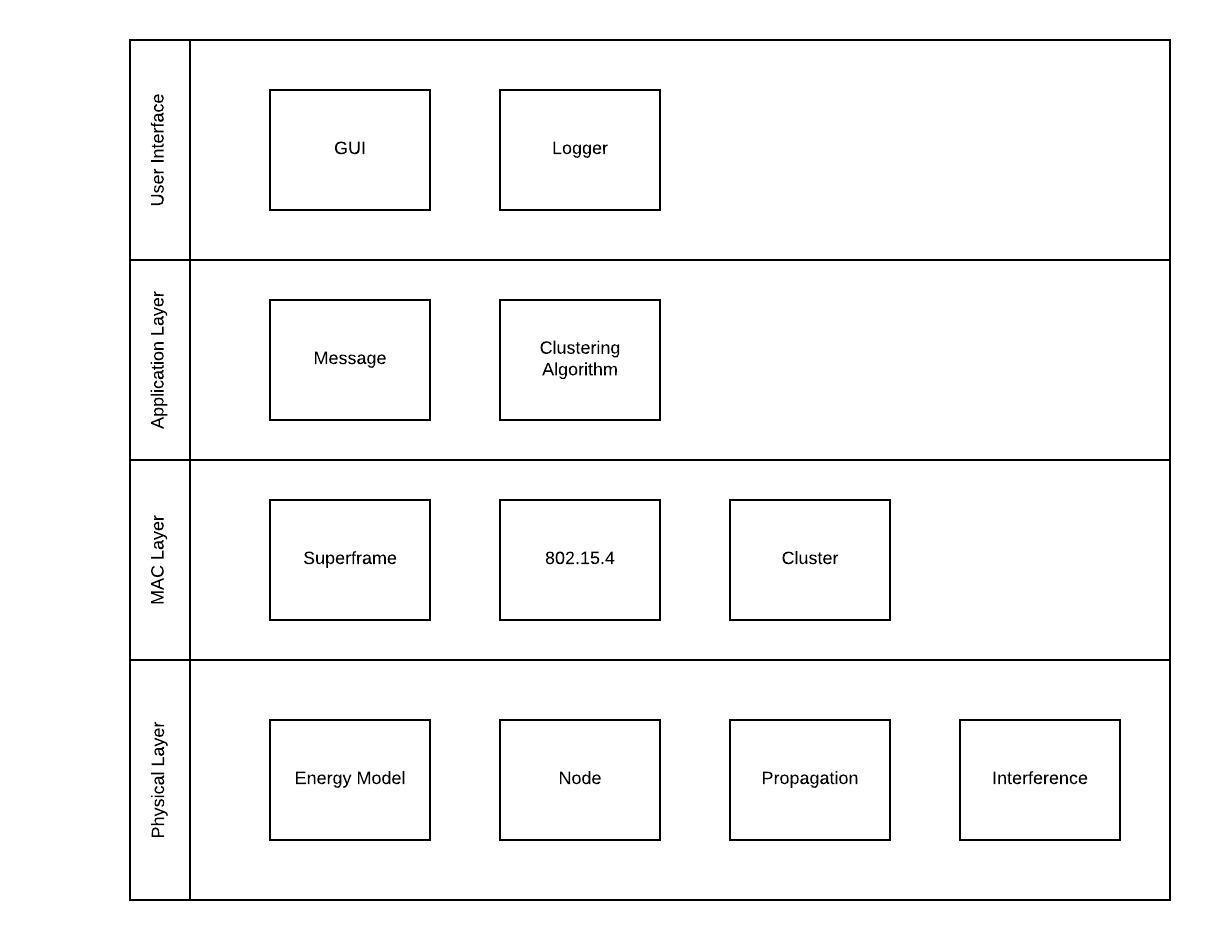 User Interface
GUI
Logger
Application Layer
Message
Clustering
Algorithm
MAC Layer
Superframe
802.15.4
Cluster
Physical Layer
Energy Model
Node
Propagation
Interference